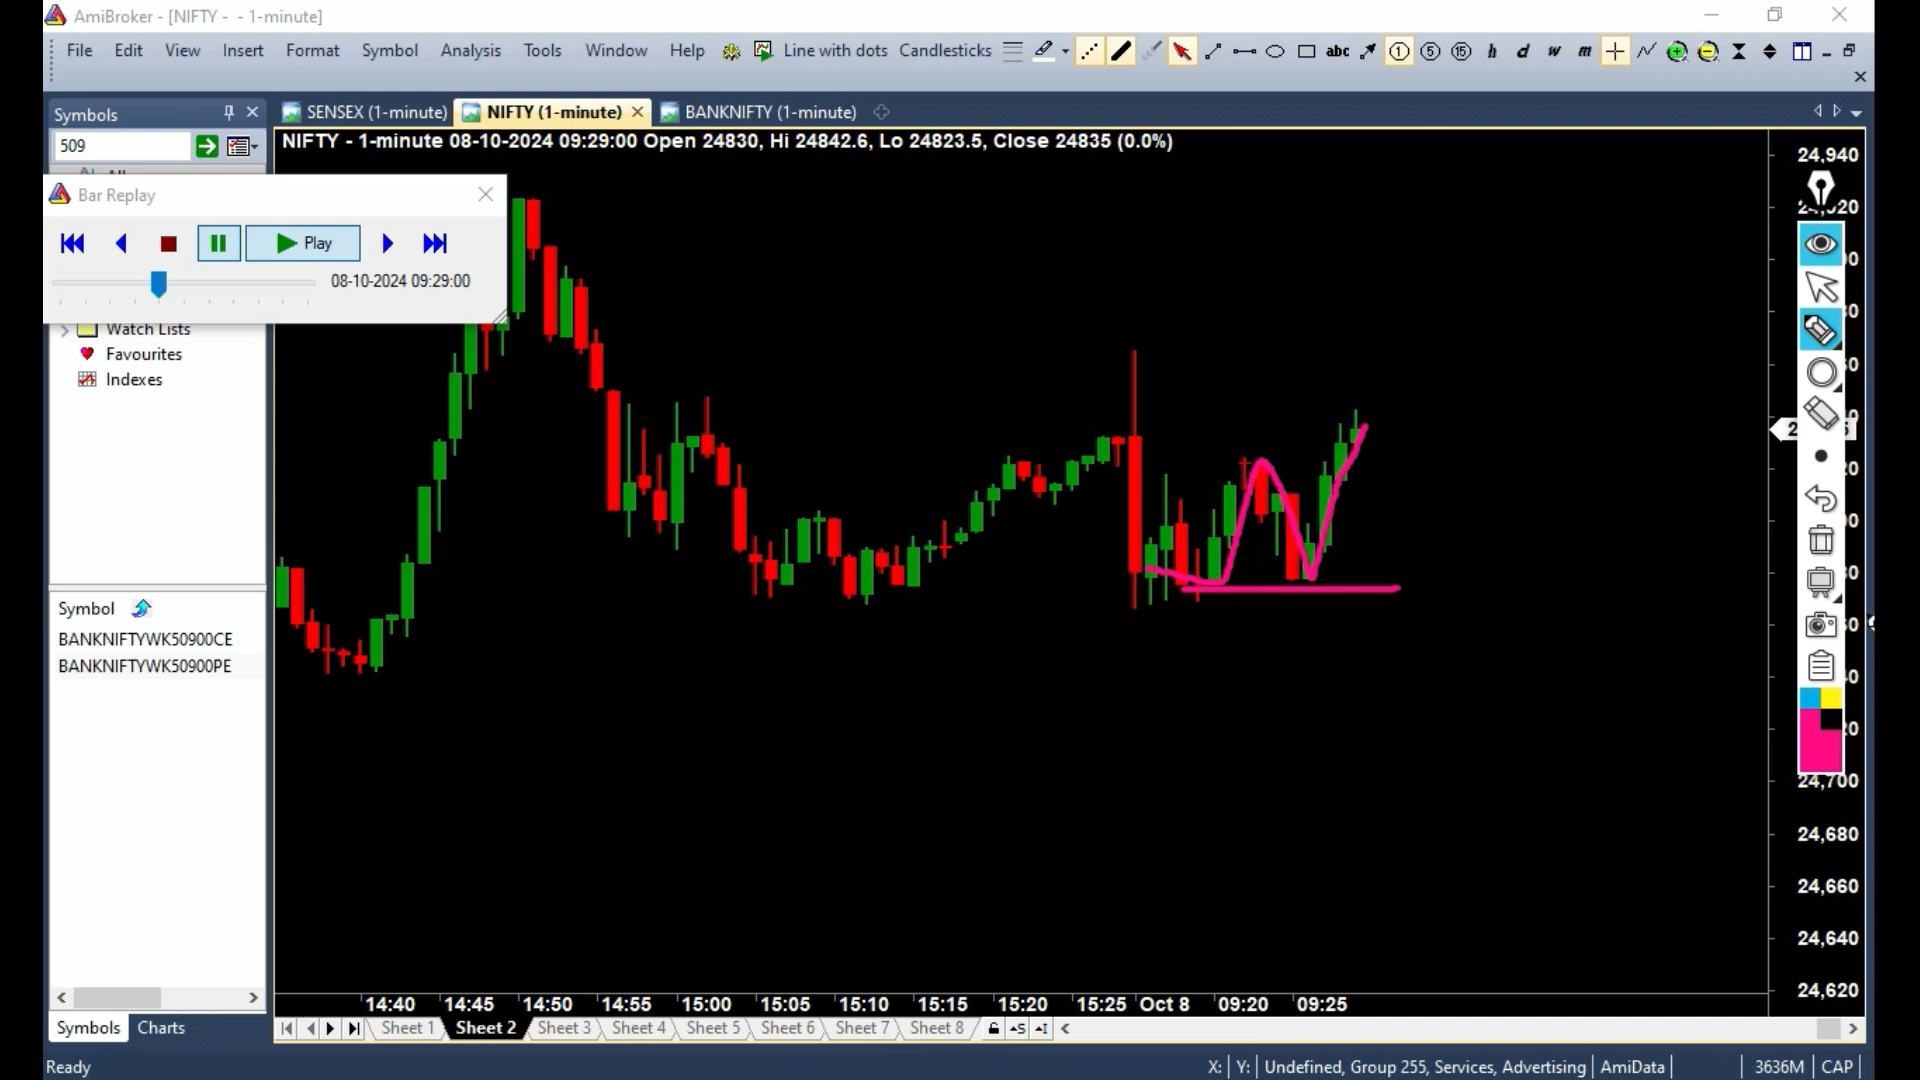 AmiBroker - [NIFTY - - 1-minute]
File Edit View Insert Format Symbol Analysis Tools Window Help Line with dots Candlesticks abc 1 5 15 h d w m
Symbols
SENSEX (1-minute) NIFTY (1-minute) BANKNIFTY (1-minute)
509
NIFTY - 1-minute 08-10-2024 09:29:00 Open 24830, Hi 24842.6, Lo 24823.5, Close 24835 (0.0%)
Bar Replay
Play
08-10-2024 09:29:00
Watch Lists
Favourites
Indexes
Symbol
BANKNIFTYWK50900CE
BANKNIFTYWK50900PE
24,940
24,700
24,680
24,660
24,640
24,620
14:40 14:45 14:50 14:55 15:00 15:05 15:10 15:15 15:20 15:25 Oct 8 09:20 09:25
Symbols Charts
Sheet 1 Sheet 2 Sheet 3 Sheet 4 Sheet 5 Sheet 6 Sheet 7 Sheet 8
Ready
X: Y: Undefined, Group 255, Services, Advertising AmiData 3636M CAP